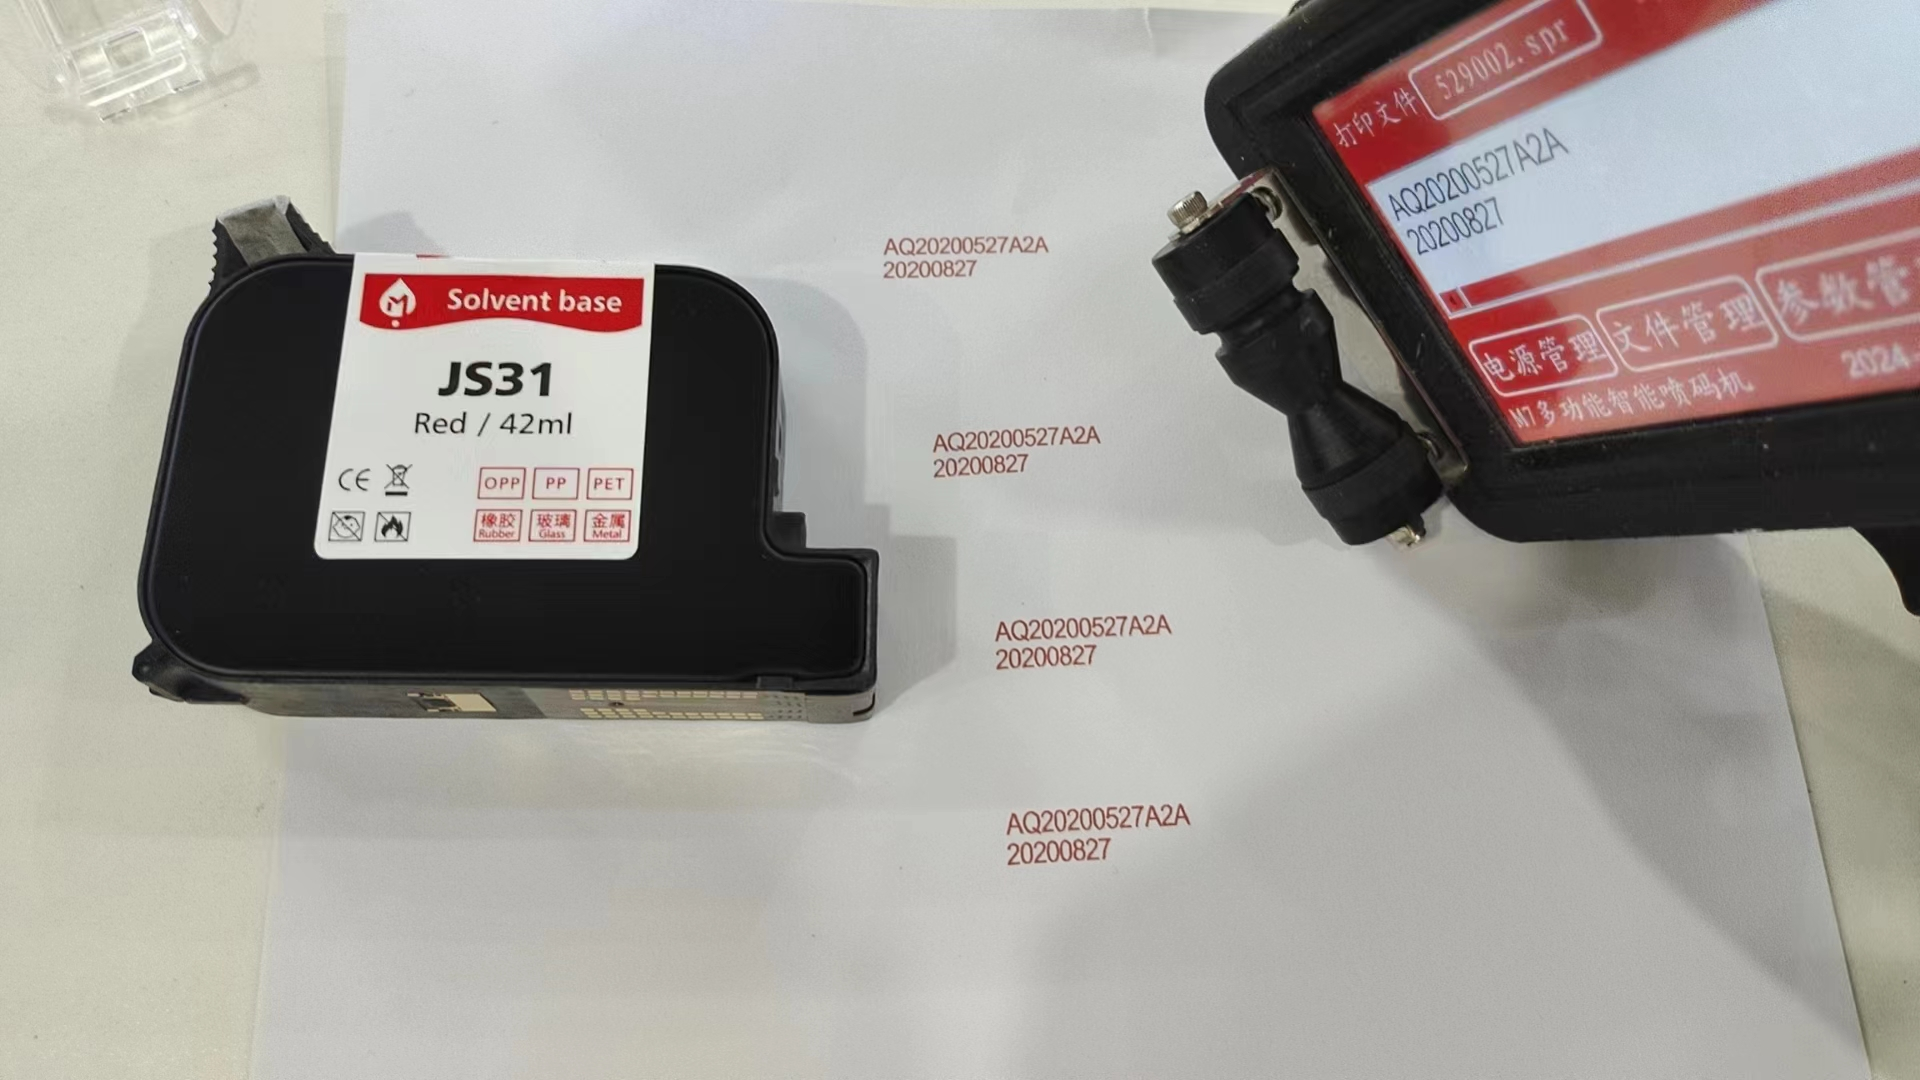 Solvent base
JS31
Red / 42ml
CE
OPP PP PET
橡胶 玻璃 金属
Rubber Glass Metal
AQ20200527A2A
20200827
AQ20200527A2A
20200827
AQ20200527A2A
20200827
AQ20200527A2A
20200827
打印文件 529002.spr
AQ20200527A2A
20200827
电源管理 文件管理 参数管
M7多功能智能喷码机 2024-